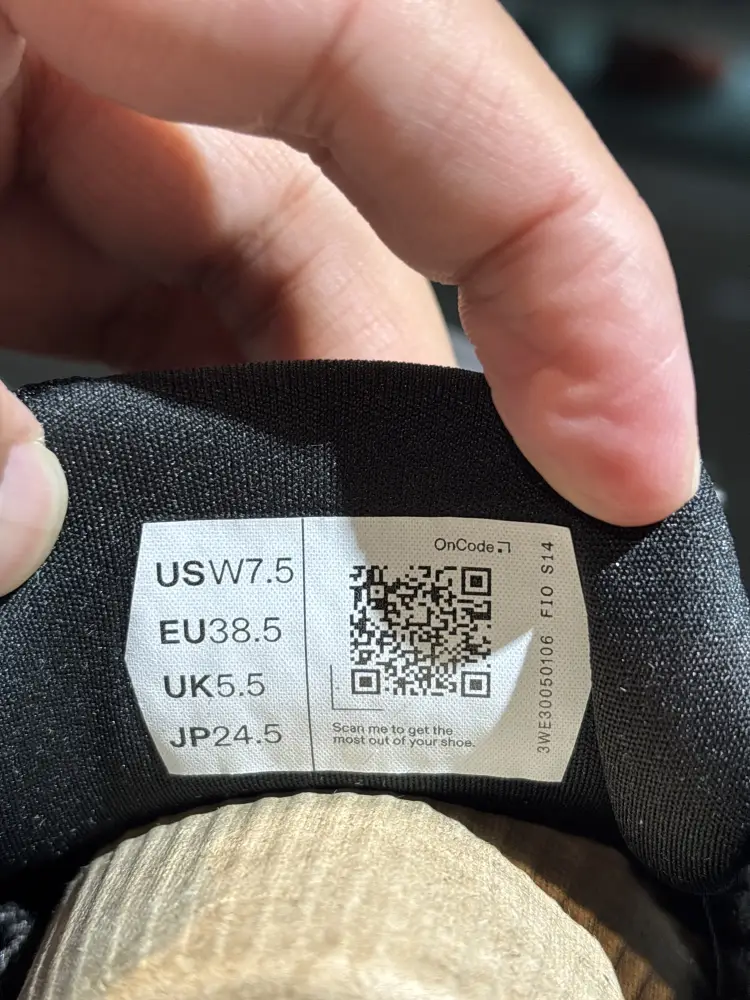 USW7.5
EU38.5
UK5.5
JP24.5
OnCode
Scan me to get the
most out of your shoe.
3WE30050106 FIO S14